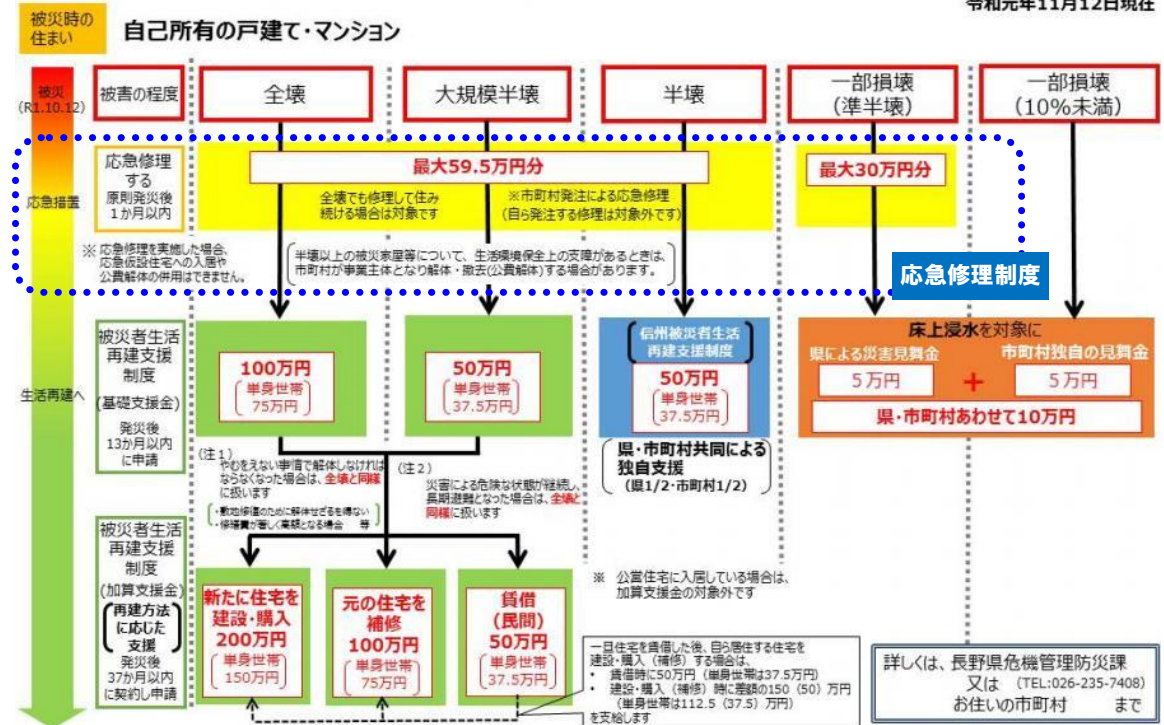 令和元年11月12日現在
被災時の
住まい
自己所有の戸建て・マンション
被災
(R1.10.12)
被害の程度
全壊
大規模半壊
半壊
一部損壊
(準半壊)
一部損壊
(10%未満)
応急措置
応急修理
する
原則発災後
1か月以内
最大59.5万円分
全壊でも修理して住み
続ける場合は対象です
※市町村発注による応急修理
(自ら発注する修理は対象外です)
最大30万円分
※ 応急修理を実施した場合、
応急仮設住宅への入居や
公費解体の併用はできません。
半壊以上の被災家屋等について、生活環境保全上の支障があるときは、
市町村が事業主体となり解体・撤去(公費解体)する場合があります。
応急修理制度
生活再建へ
被災者生活
再建支援
制度
(基礎支援金)
発災後
13か月以内
に申請
100万円
単身世帯
75万円
50万円
単身世帯
37.5万円
信州被災者生活
再建支援制度
50万円
単身世帯
37.5万円
県・市町村共同による
独自支援
(県1/2・市町村1/2)
床上浸水を対象に
県による災害見舞金
市町村独自の見舞金
5万円
+
5万円
県・市町村あわせて10万円
(注1)
やむをえない事情で解体しなければ
ならなくなった場合は、全壊と同様
に扱います
・敷地修復のために解体せざるを得ない
・修繕費が著しく高額となる場合 等
(注2)
災害による危険な状態が継続し、
長期避難となった場合は、全壊と
同様に扱います
被災者生活
再建支援
制度
(加算支援金)
再建方法
に応じた
支援
発災後
37か月以内
に契約し申請
新たに住宅を
建設・購入
200万円
単身世帯
150万円
元の住宅を
補修
100万円
単身世帯
75万円
賃借
(民間)
50万円
単身世帯
37.5万円
※ 公営住宅に入居している場合は、
加算支援金の対象外です
一旦住宅を賃借した後、自ら居住する住宅を
建設・購入(補修)する場合は、
・ 賃借時に50万円(単身世帯は37.5万円)
・ 建設・購入(補修)時に差額の150(50)万円
(単身世帯は112.5(37.5)万円)
を支給します
詳しくは、長野県危機管理防災課
又は (TEL:026-235-7408)
お住いの市町村 まで